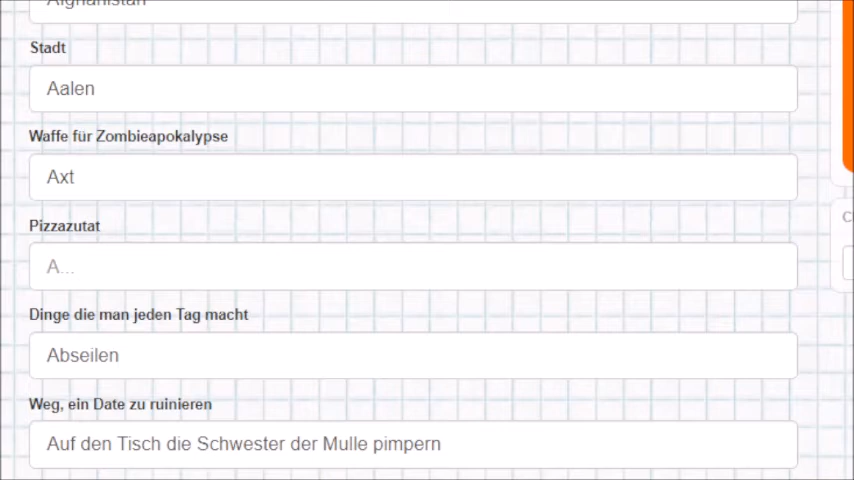 Afghanistan
Stadt
Aalen
Waffe für Zombieapokalypse
Axt
Pizzazutat
A...
Dinge die man jeden Tag macht
Abseilen
Weg, ein Date zu ruinieren
Auf den Tisch die Schwester der Mulle pimpern